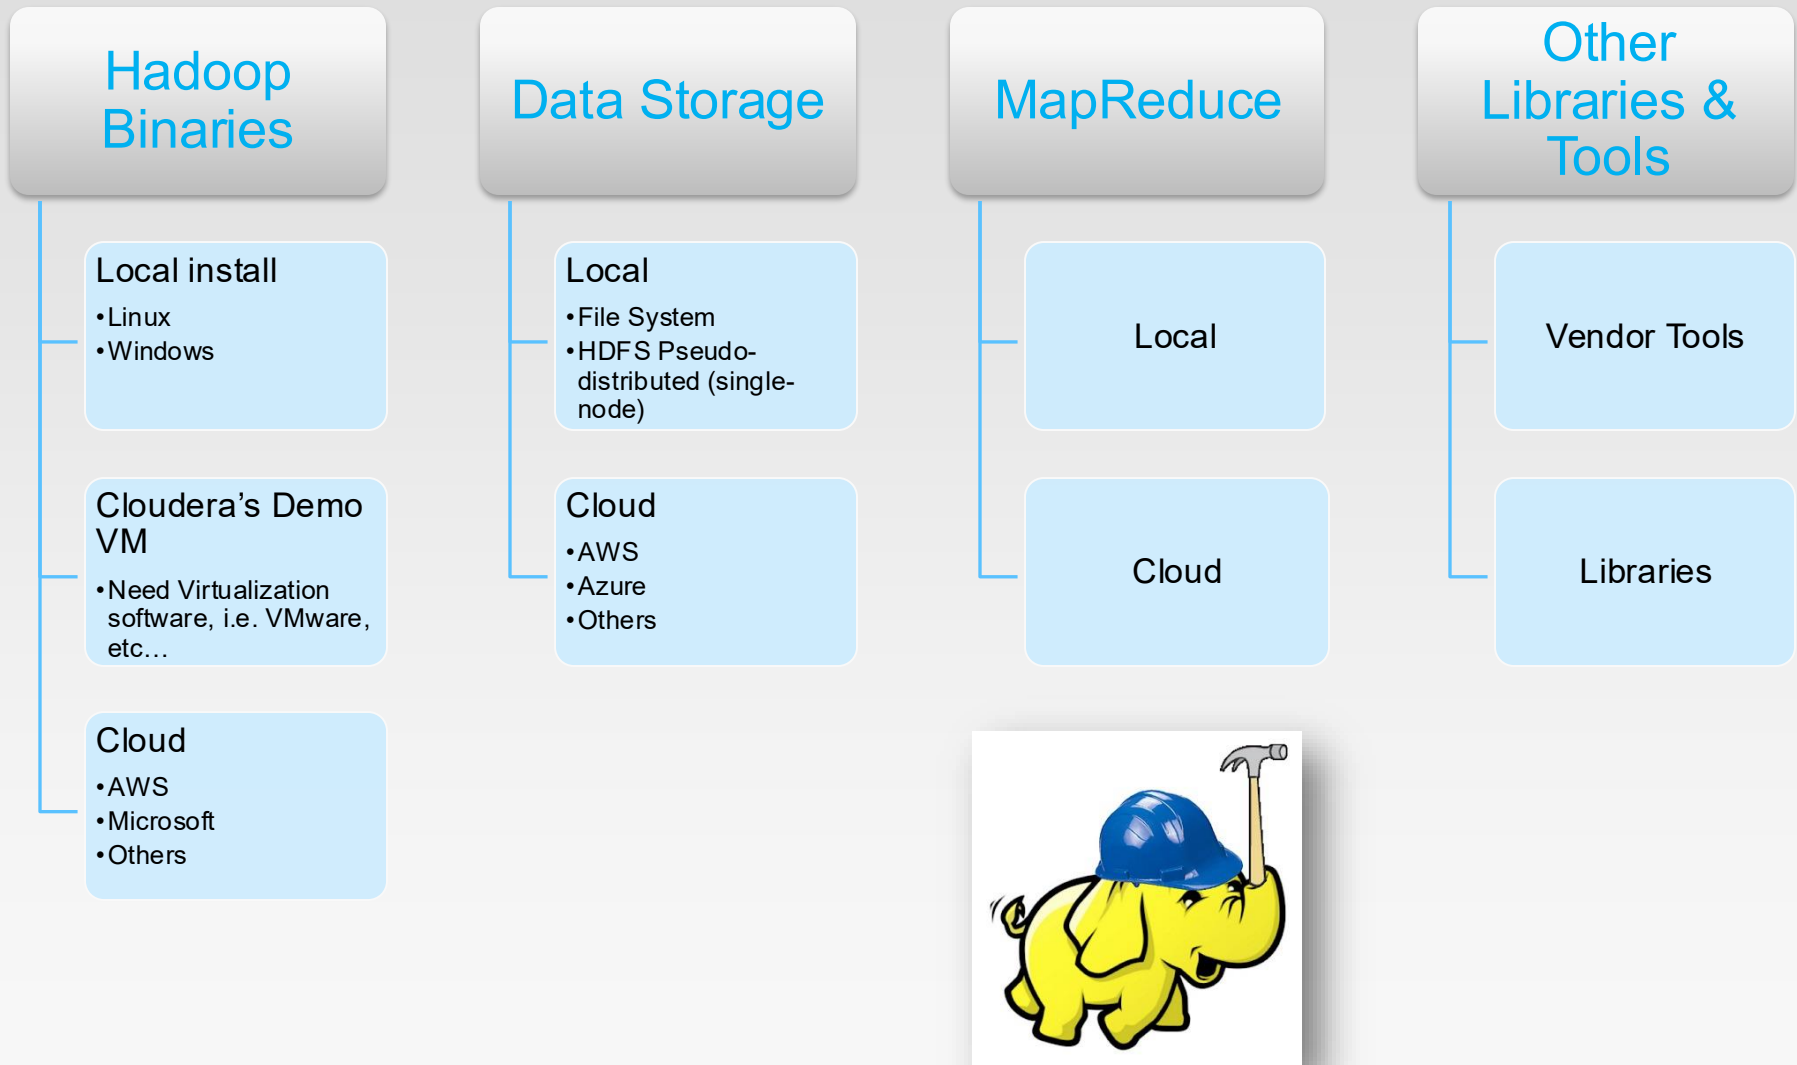 Hadoop
Binaries
Local install
•Linux
•Windows
Cloudera’s Demo
VM
•Need Virtualization
software, i.e. VMware,
etc…
Cloud
•AWS
•Microsoft
•Others
Data Storage
Local
•File System
•HDFS Pseudo-
distributed (single-
node)
Cloud
•AWS
•Azure
•Others
MapReduce
Local
Cloud
Other
Libraries &
Tools
Vendor Tools
Libraries